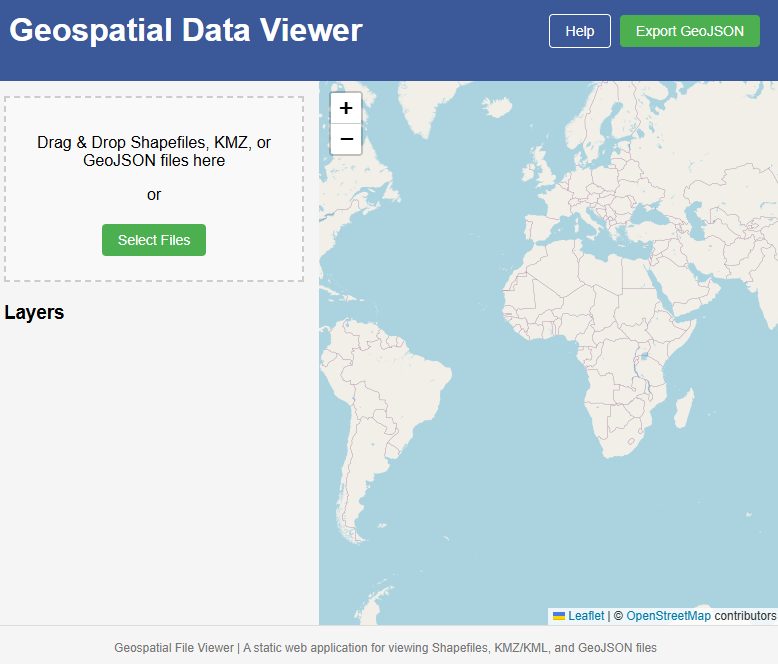 Geospatial Data Viewer
Help
Export GeoJSON
Drag & Drop Shapefiles, KMZ, or
GeoJSON files here
or
Select Files
Layers
+
−
Leaflet | © OpenStreetMap contributors
Geospatial File Viewer | A static web application for viewing Shapefiles, KMZ/KML, and GeoJSON files